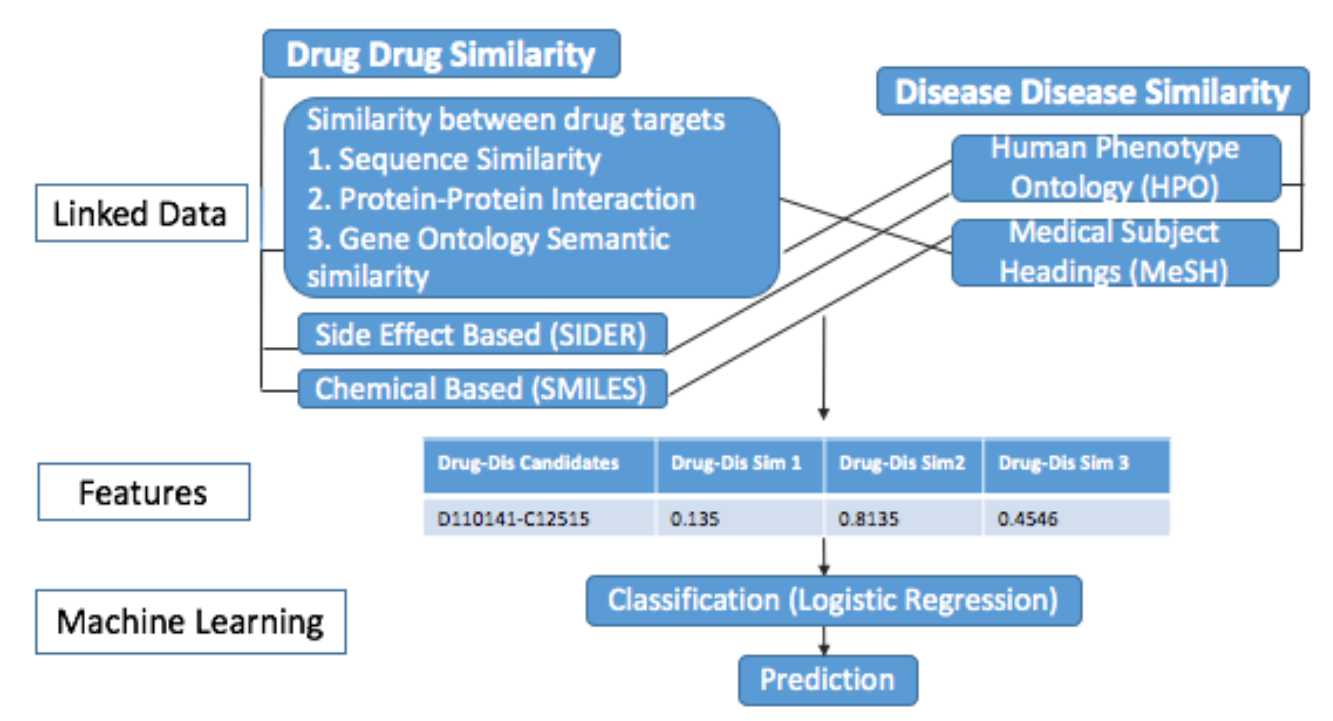 Drug Drug Similarity
Similarity between drug targets
1. Sequence Similarity
2. Protein-Protein Interaction
3. Gene Ontology Semantic
similarity
Side Effect Based (SIDER)
Chemical Based (SMILES)
Disease Disease Similarity
Human Phenotype
Ontology (HPO)
Medical Subject
Headings (MeSH)
Linked Data
Features
Drug-Dis Candidates Drug-Dis Sim 1 Drug-Dis Sim2 Drug-Dis Sim 3
D110141-C12515 0.135 0.8135 0.4546
Machine Learning
Classification (Logistic Regression)
Prediction